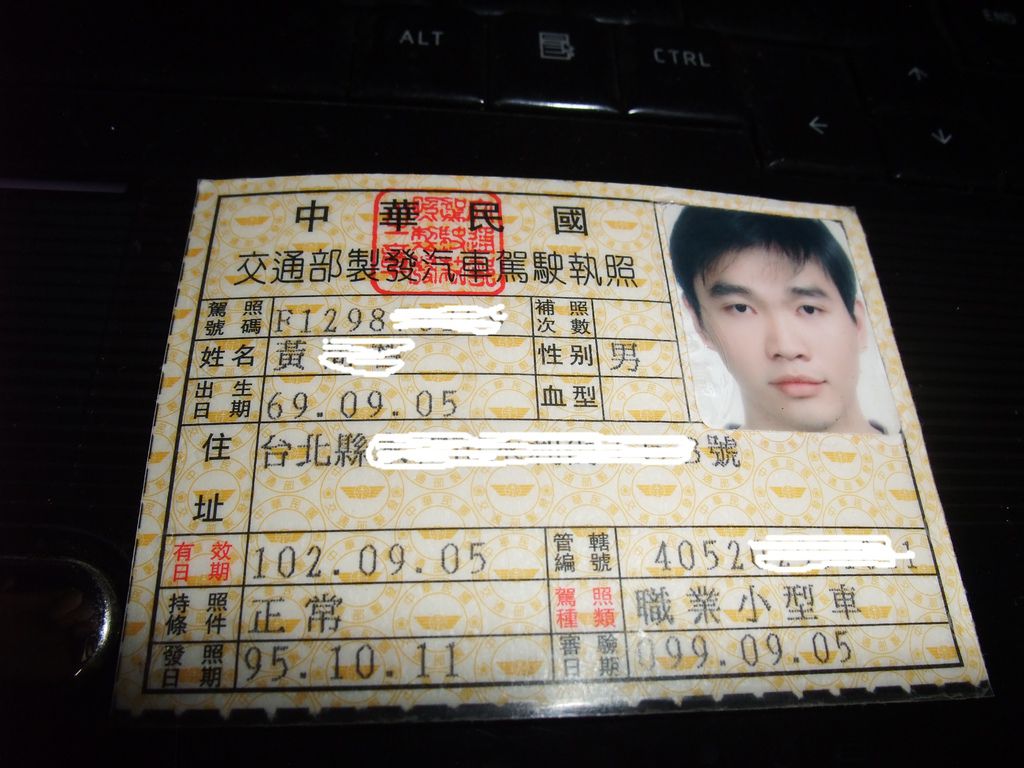 ALT
CTRL
END
中華民國
交通部製發汽車駕駛執照
駕照號碼 F1298
補照次數
姓名 黃
性別 男
出生日期 69.09.05
血型
住址 台北縣 號
有效日期 102.09.05
管轄編號 4052 1
持照條件 正常
駕照種類 職業小型車
發照日期 95.10.11
審驗日期 099.09.05